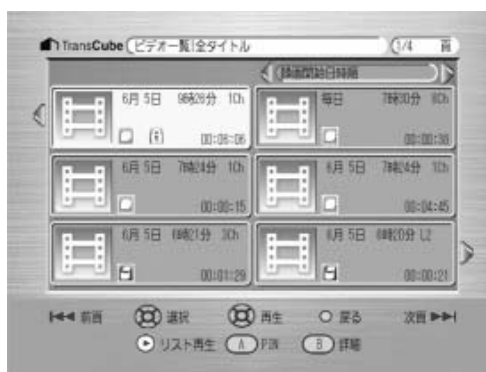 TransCube ビデオ一覧|全タイトル 1/4 頁
録画開始日時順
6月 5日 9時28分 1Ch
00:06:06
毎日 7時30分 8Ch
00:00:36
6月 5日 7時24分 1Ch
00:00:15
6月 5日 7時24分 1Ch
00:04:45
6月 5日 6時21分 3Ch
00:01:29
6月 5日 6時20分 L2
00:00:21
前頁 選択 再生 戻る 次頁
リスト再生 A PIN B 詳細